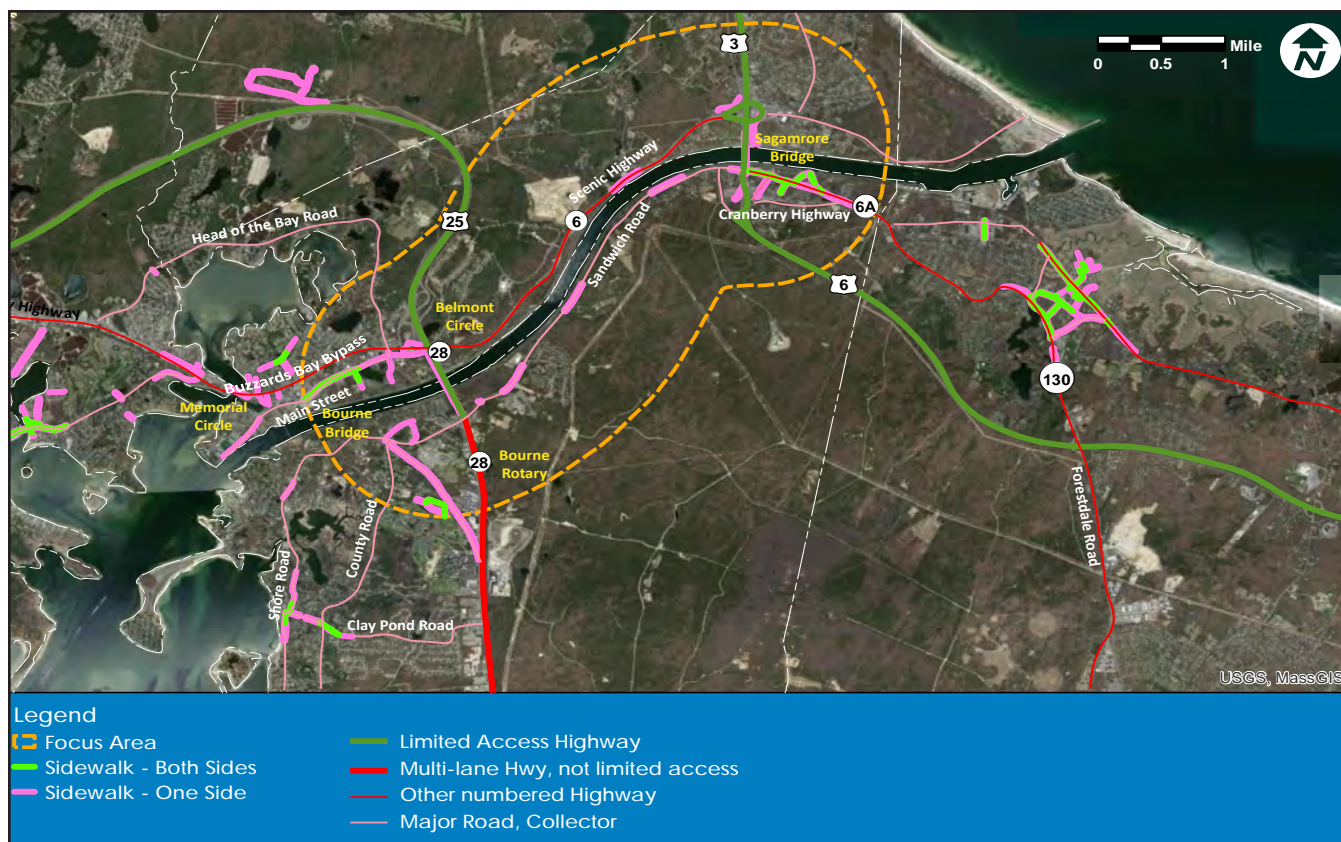 3
Mile
0 0.5 1
N
Sagamrore
Bridge
Scenic Highway
6A
Cranberry Highway
6
25
Head of the Bay Road
Sandwich Road
6
Highway
Belmont
Circle
28
Buzzards Bay Bypass
130
Memorial
Circle
Main Street
Bourne
Bridge
28
Bourne
Rotary
County Road
Forestdale Road
Shore Road
Clay Pond Road
USGS, MassGIS
Legend
Focus Area
Sidewalk - Both Sides
Sidewalk - One Side
Limited Access Highway
Multi-lane Hwy, not limited access
Other numbered Highway
Major Road, Collector